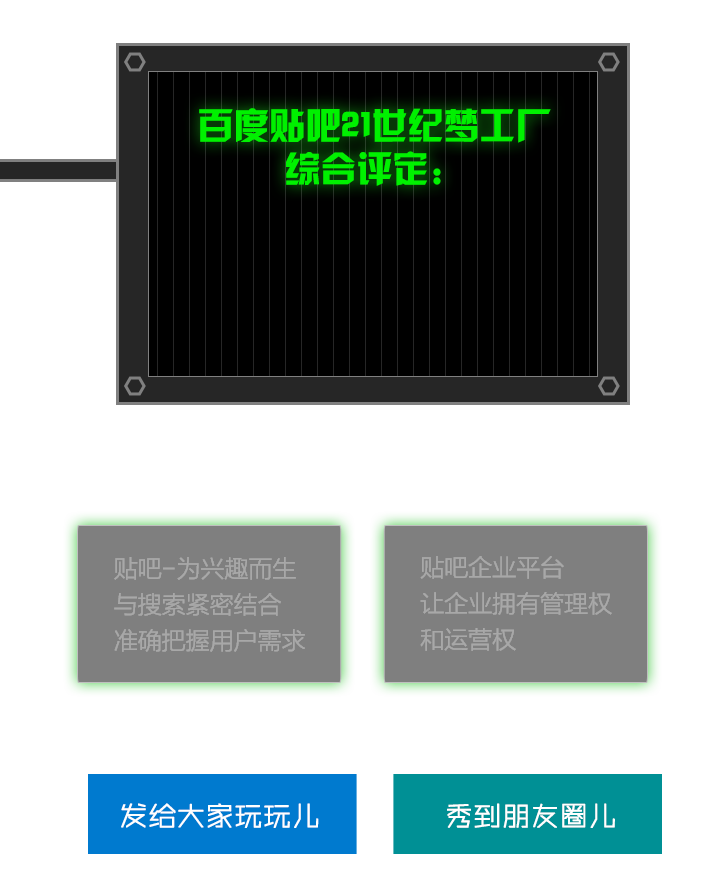 百度贴吧21世纪梦工厂
综合评定：
贴吧-为兴趣而生
与搜索紧密结合
准确把握用户需求
贴吧企业平台
让企业拥有管理权
和运营权
发给大家玩玩儿
秀到朋友圈儿